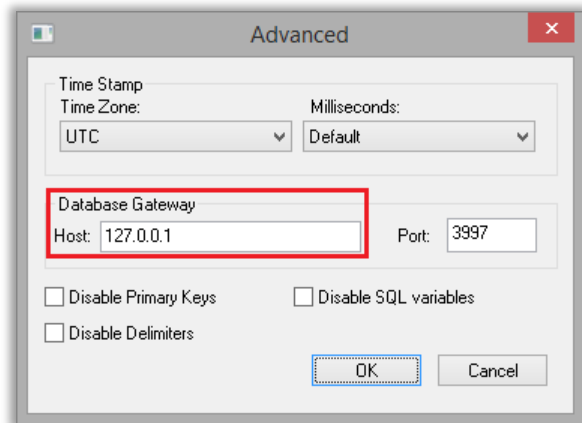 Advanced
Time Stamp
Time Zone: Milliseconds:
UTC Default
Database Gateway
Host: 127.0.0.1 Port: 3997
Disable Primary Keys Disable SQL variables
Disable Delimiters
OK Cancel